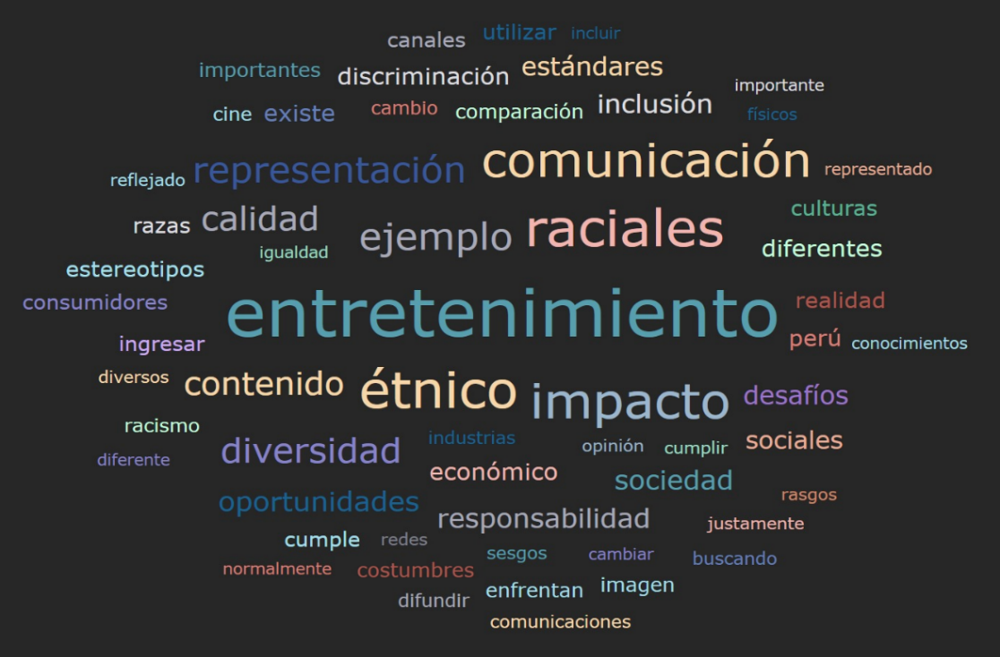 canales utilizar incluir
importantes discriminación estándares
importante
cine existe cambio comparación inclusión físicos
reflejado representación comunicación representado
razas calidad ejemplo raciales culturas
igualdad diferentes
estereotipos
consumidores entretenimiento realidad
ingresar perú conocimientos
diversos contenido étnico impacto desafíos
racismo
diferente diversidad industrias opinión cumplir sociales
económico sociedad
oportunidades rasgos
responsabilidad justamente
cumple redes sesgos cambiar buscando
normalmente costumbres
difundir enfrentan imagen
comunicaciones